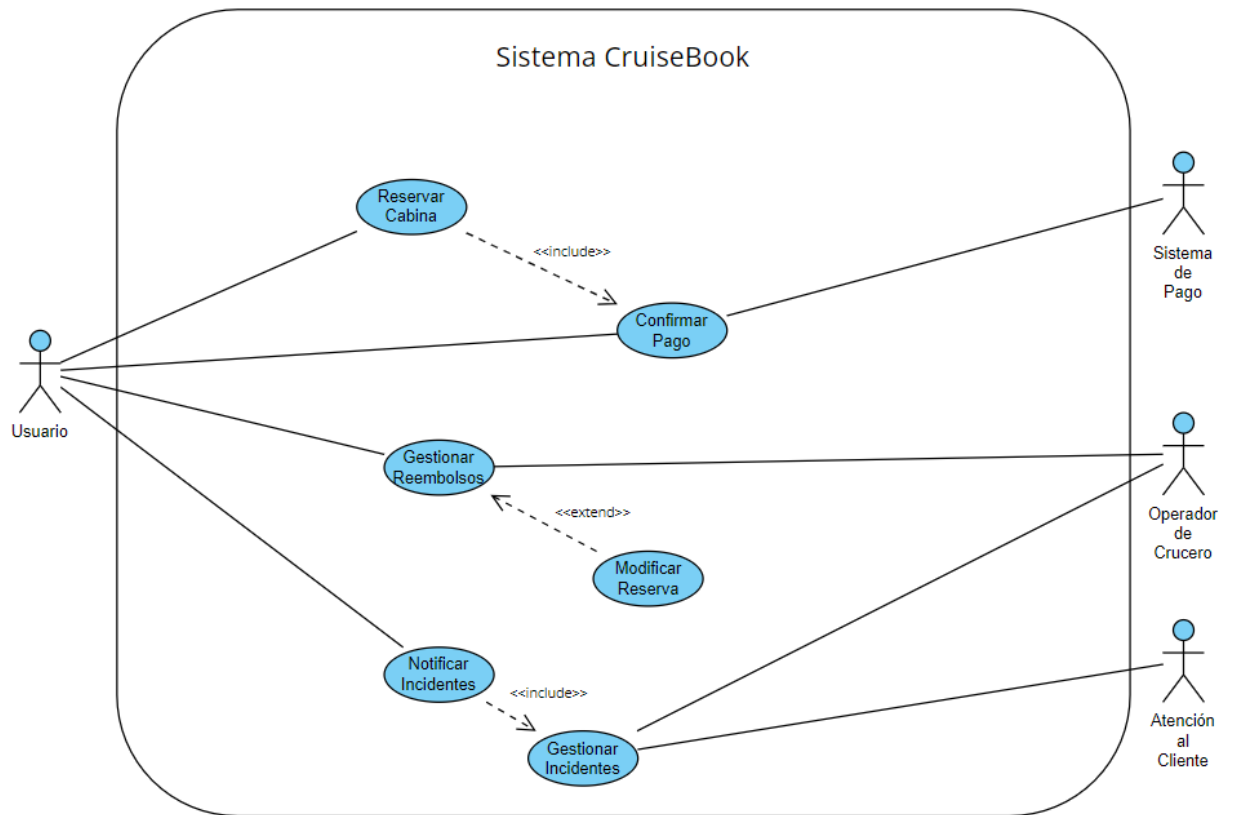 Sistema CruiseBook
Reservar
Cabina
<<include>>
Confirmar
Pago
Sistema
de
Pago
Usuario
Gestionar
Reembolsos
<<extend>>
Modificar
Reserva
Operador
de
Crucero
Notificar
Incidentes
<<include>>
Gestionar
Incidentes
Atención
al
Cliente